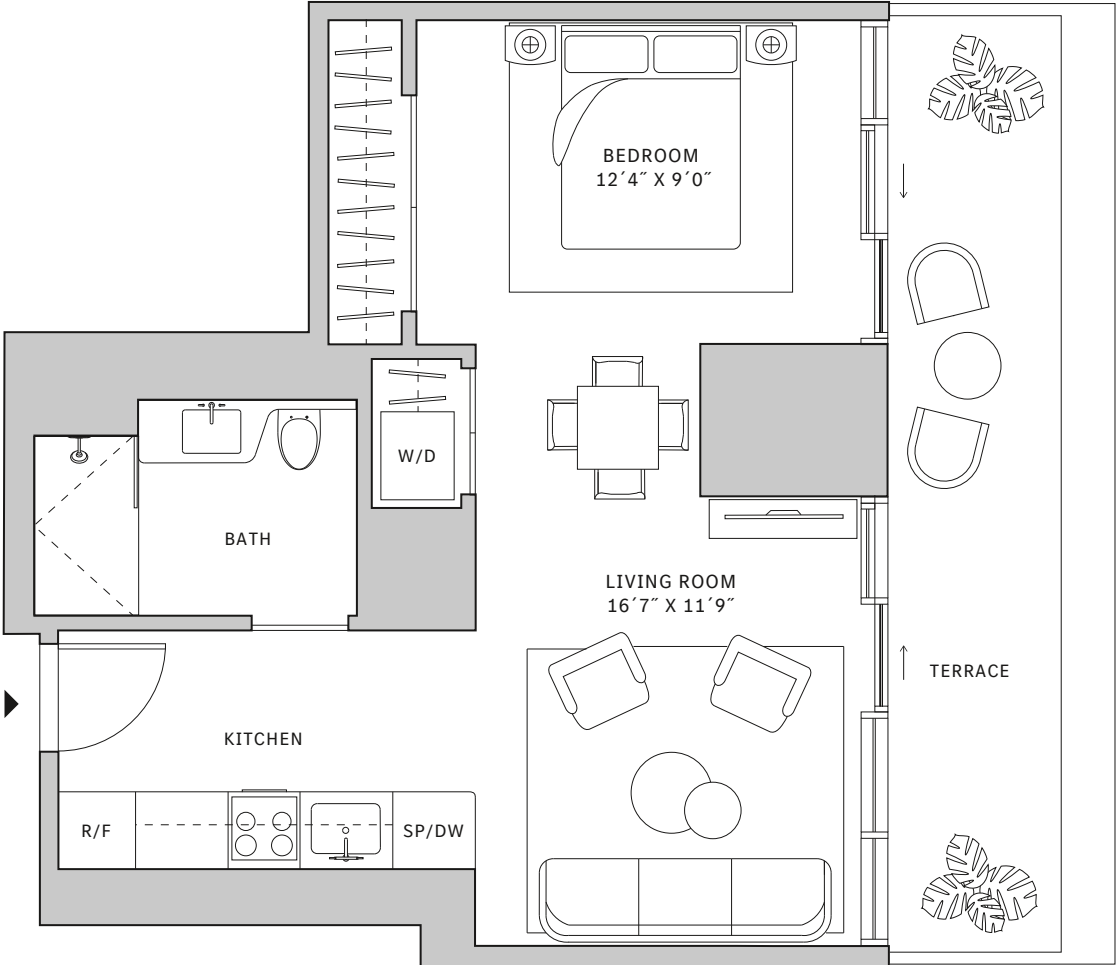 BEDROOM
12´4˝ X 9´0˝
W/D
BATH
LIVING ROOM
16´7˝ X 11´9˝
TERRACE
KITCHEN
R/F
SP/DW